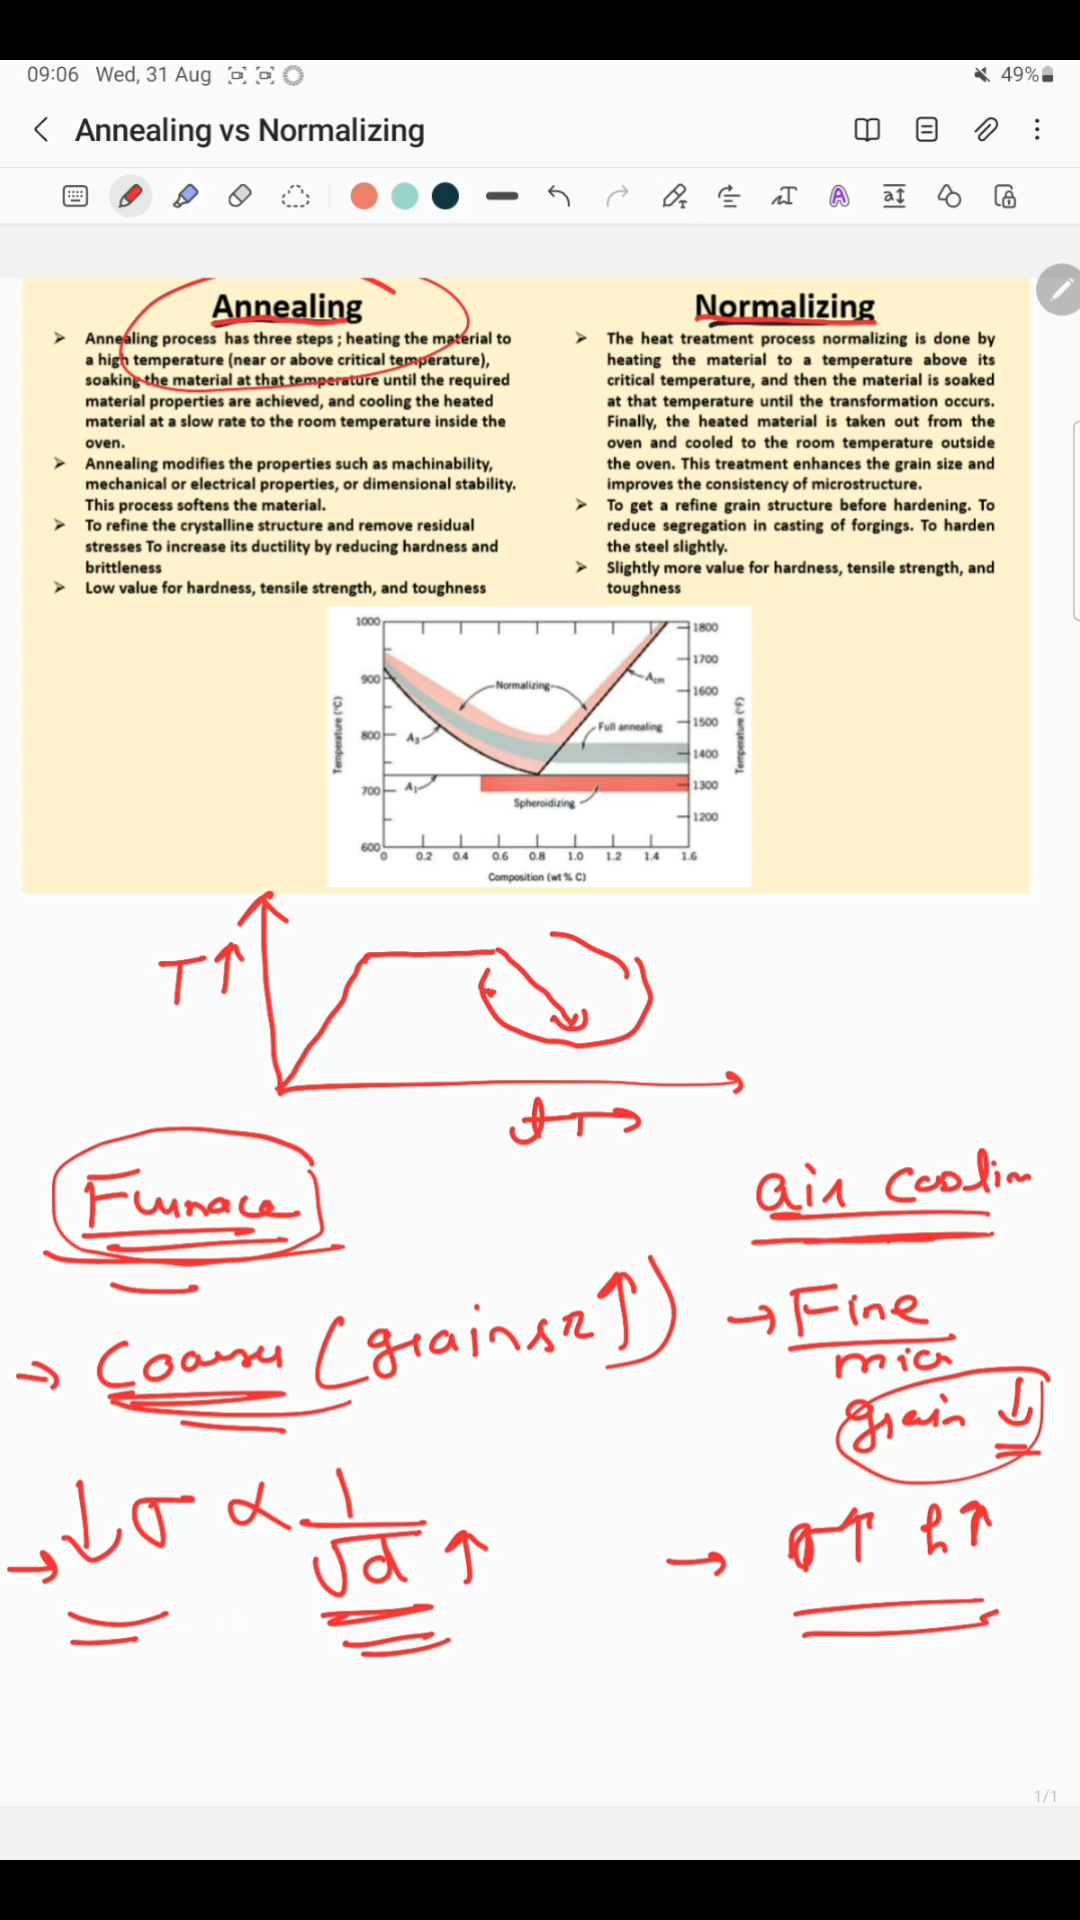 09:06 Wed, 31 Aug
49%
Annealing vs Normalizing
Annealing
➢ Annealing process has three steps ; heating the material to
a high temperature (near or above critical temperature),
soaking the material at that temperature until the required
material properties are achieved, and cooling the heated
material at a slow rate to the room temperature inside the
oven.
➢ Annealing modifies the properties such as machinability,
mechanical or electrical properties, or dimensional stability.
This process softens the material.
➢ To refine the crystalline structure and remove residual
stresses To increase its ductility by reducing hardness and
brittleness
➢ Low value for hardness, tensile strength, and toughness
Normalizing
➢ The heat treatment process normalizing is done by
heating the material to a temperature above its
critical temperature, and then the material is soaked
at that temperature until the transformation occurs.
Finally, the heated material is taken out from the
oven and cooled to the room temperature outside
the oven. This treatment enhances the grain size and
improves the consistency of microstructure.
➢ To get a refine grain structure before hardening. To
reduce segregation in casting of forgings. To harden
the steel slightly.
➢ Slightly more value for hardness, tensile strength, and
toughness
1000
900
800
700
600
Temperature (°C)
1800
1700
1600
1500
1400
1300
1200
Temperature (°F)
Normalizing
Acm
Full annealing
A3
A1
Spheroidizing
0 0.2 0.4 0.6 0.8 1.0 1.2 1.4 1.6
Composition (wt % C)
T↑
t→
Furnace
air coolin
→ Coarser (grainsz↑)
→ Fine
micr
grain ↓
→ ↓σ ∝ 1/√d ↑
→ σ↑ h↑
1/1